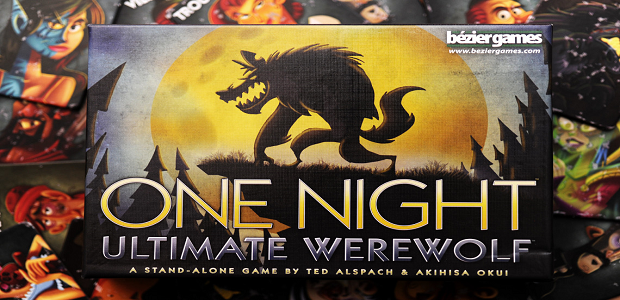 bézier games
www.beziergames.com
ONE NIGHT
ULTIMATE WEREWOLF
A STAND-ALONE GAME BY TED ALSPACH & AKIHISA OKUI